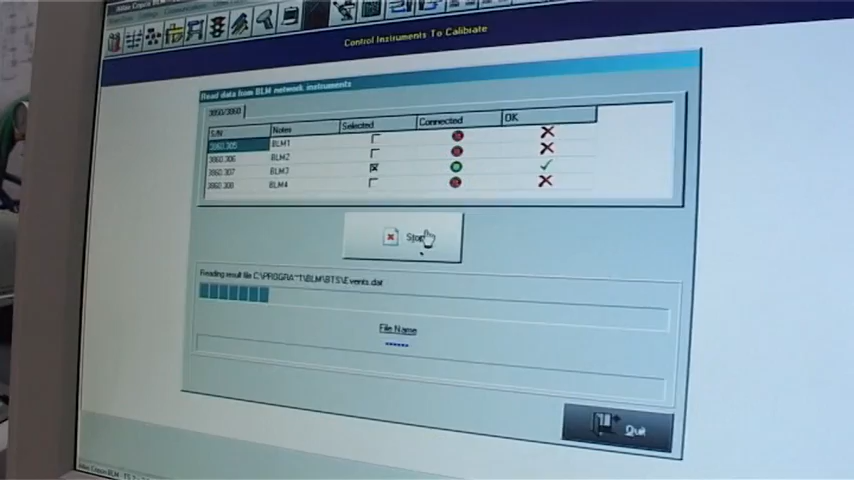 Control Instruments To Calibrate
Read data from BLM network instruments
3850/3860
S/N Notes Selected Connected OK
3860.305 BLM1
3860.306 BLM2
3860.307 BLM3
3860.308 BLM4
Stop
Reading result file C:\PROGRA~1\BLM\BTS\Events.dat
File Name
Quit